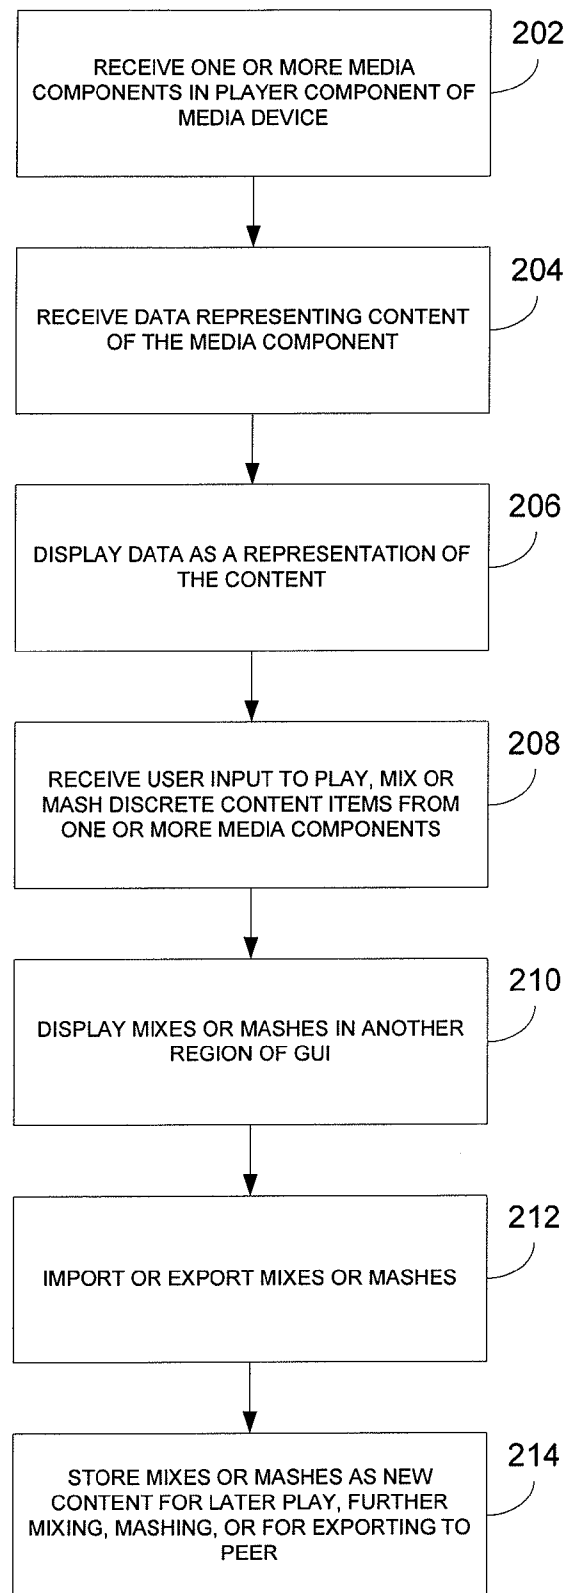 202
RECEIVE ONE OR MORE MEDIA
COMPONENTS IN PLAYER COMPONENT OF
MEDIA DEVICE
204
RECEIVE DATA REPRESENTING CONTENT
OF THE MEDIA COMPONENT
206
DISPLAY DATA AS A REPRESENTATION OF
THE CONTENT
208
RECEIVE USER INPUT TO PLAY, MIX OR
MASH DISCRETE CONTENT ITEMS FROM
ONE OR MORE MEDIA COMPONENTS
210
DISPLAY MIXES OR MASHES IN ANOTHER
REGION OF GUI
212
IMPORT OR EXPORT MIXES OR MASHES
214
STORE MIXES OR MASHES AS NEW
CONTENT FOR LATER PLAY, FURTHER
MIXING, MASHING, OR FOR EXPORTING TO
PEER